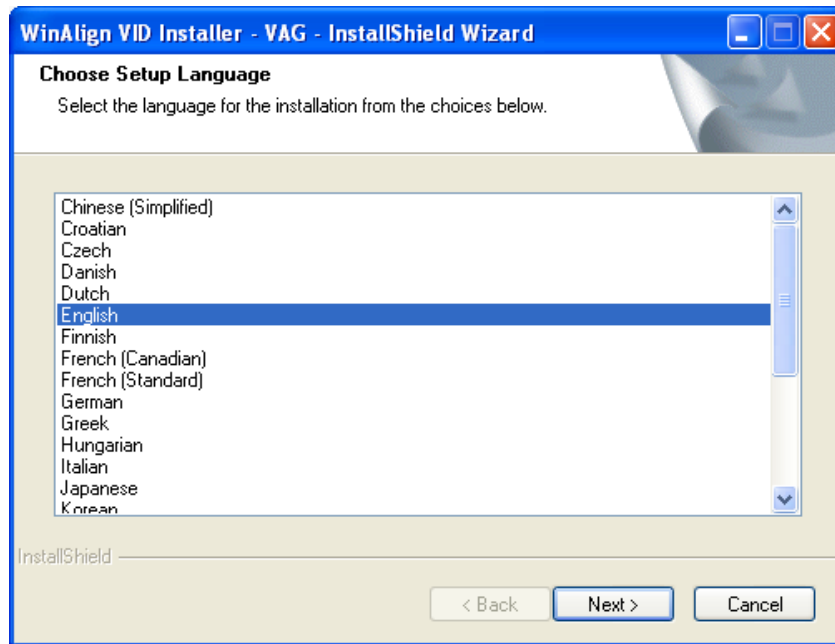 WinAlign VID Installer - VAG - InstallShield Wizard
Choose Setup Language
Select the language for the installation from the choices below.
Chinese (Simplified)
Croatian
Czech
Danish
Dutch
English
Finnish
French (Canadian)
French (Standard)
German
Greek
Hungarian
Italian
Japanese
Korean
InstallShield
< Back
Next >
Cancel